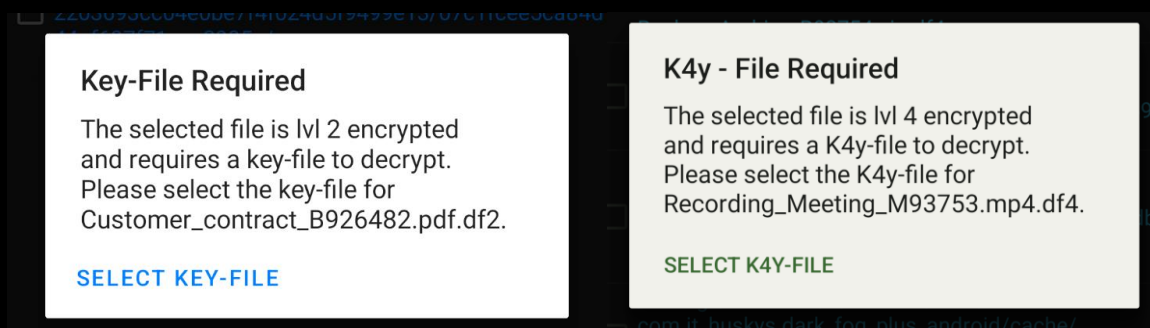 Key-File Required
The selected file is lvl 2 encrypted
and requires a key-file to decrypt.
Please select the key-file for
Customer_contract_B926482.pdf.df2.
SELECT KEY-FILE
K4y - File Required
The selected file is lvl 4 encrypted
and requires a K4y-file to decrypt.
Please select the K4y-file for
Recording_Meeting_M93753.mp4.df4.
SELECT K4Y-FILE
com.it_huskys.dark_fog_plus_android/cache/